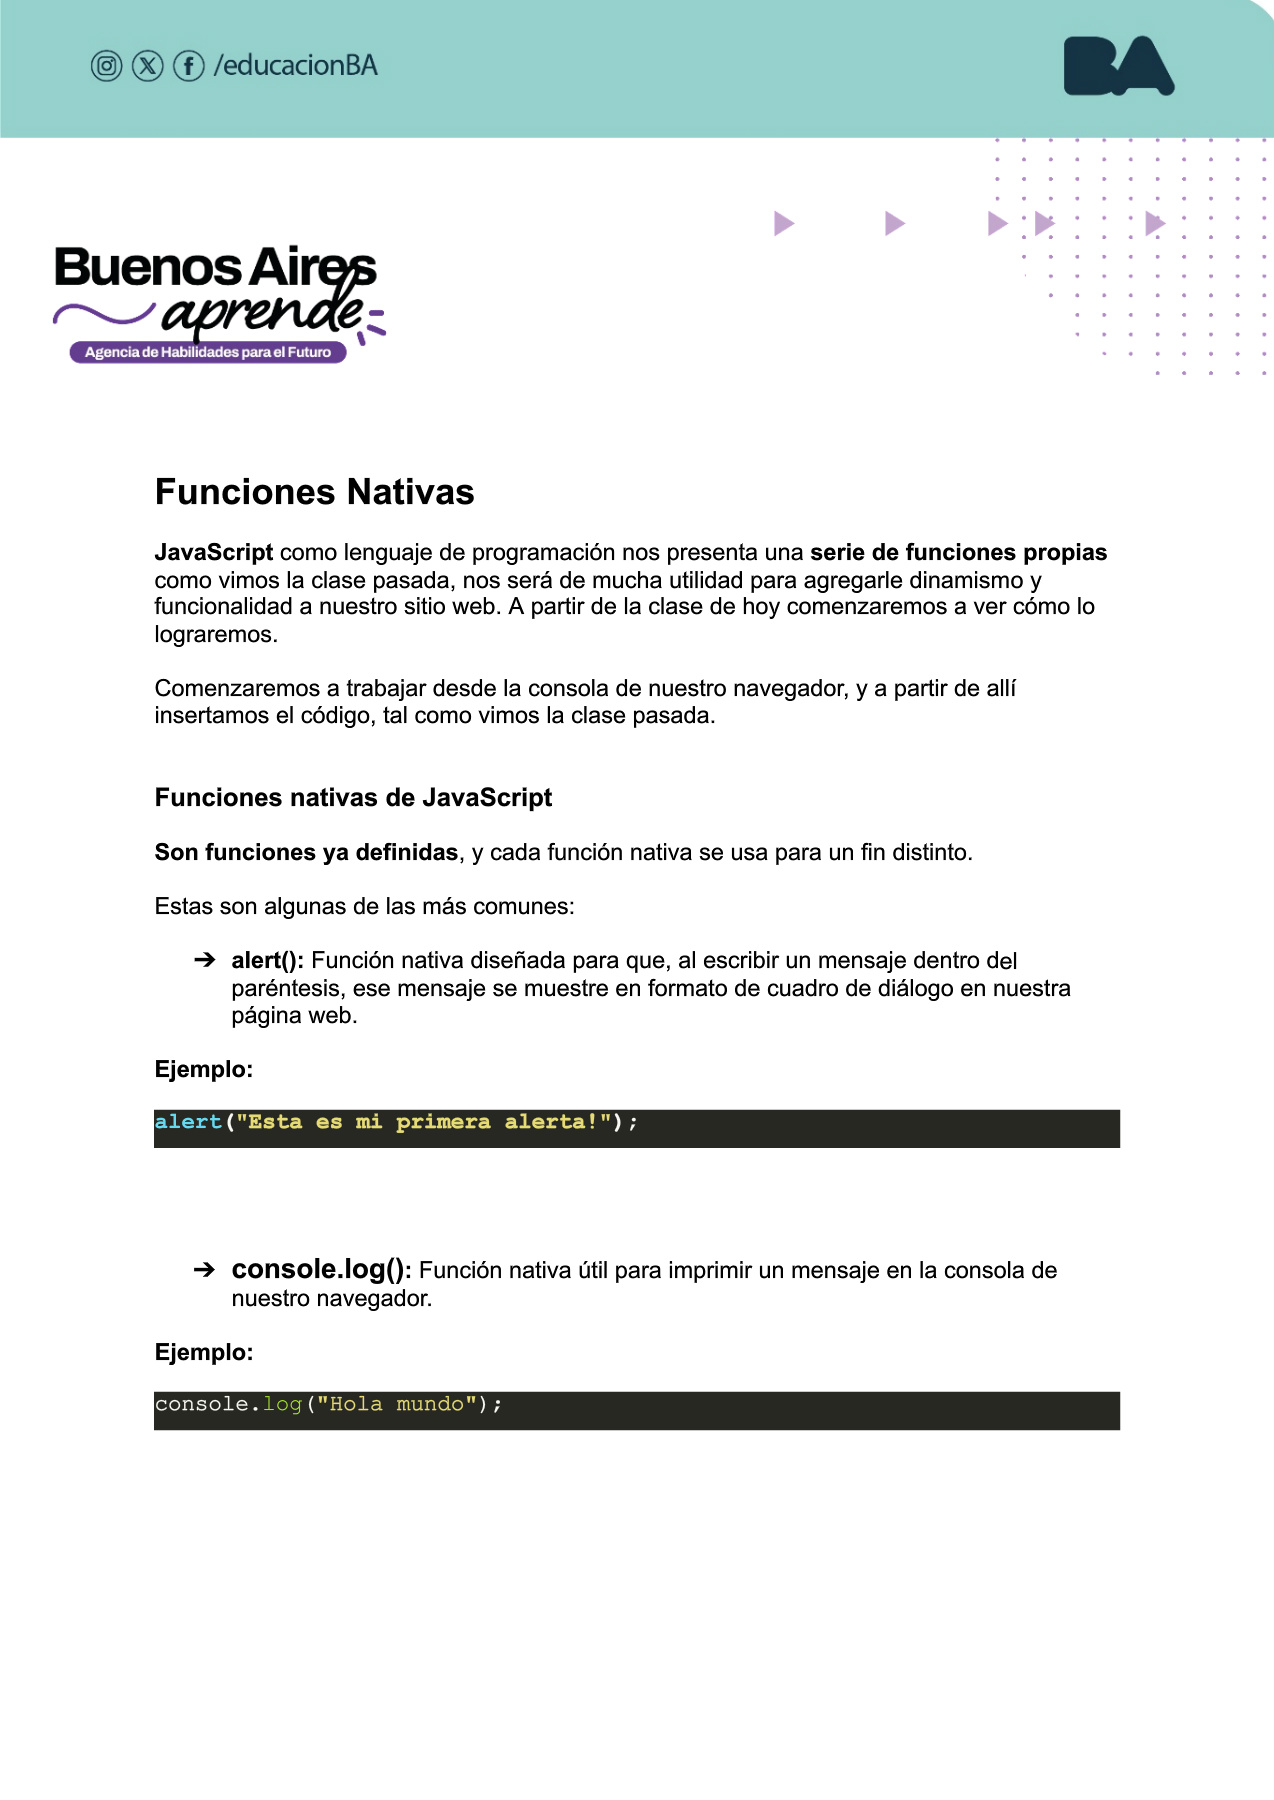 /educacionBA
BA
Buenos Aires
aprende
Agencia de Habilidades para el Futuro
Funciones Nativas
JavaScript como lenguaje de programación nos presenta una serie de funciones propias
como vimos la clase pasada, nos será de mucha utilidad para agregarle dinamismo y
funcionalidad a nuestro sitio web. A partir de la clase de hoy comenzaremos a ver cómo lo
lograremos.
Comenzaremos a trabajar desde la consola de nuestro navegador, y a partir de allí
insertamos el código, tal como vimos la clase pasada.
Funciones nativas de JavaScript
Son funciones ya definidas, y cada función nativa se usa para un fin distinto.
Estas son algunas de las más comunes:
➔ alert(): Función nativa diseñada para que, al escribir un mensaje dentro del
paréntesis, ese mensaje se muestre en formato de cuadro de diálogo en nuestra
página web.
Ejemplo:
alert("Esta es mi primera alerta!");
➔ console.log(): Función nativa útil para imprimir un mensaje en la consola de
nuestro navegador.
Ejemplo:
console.log("Hola mundo");